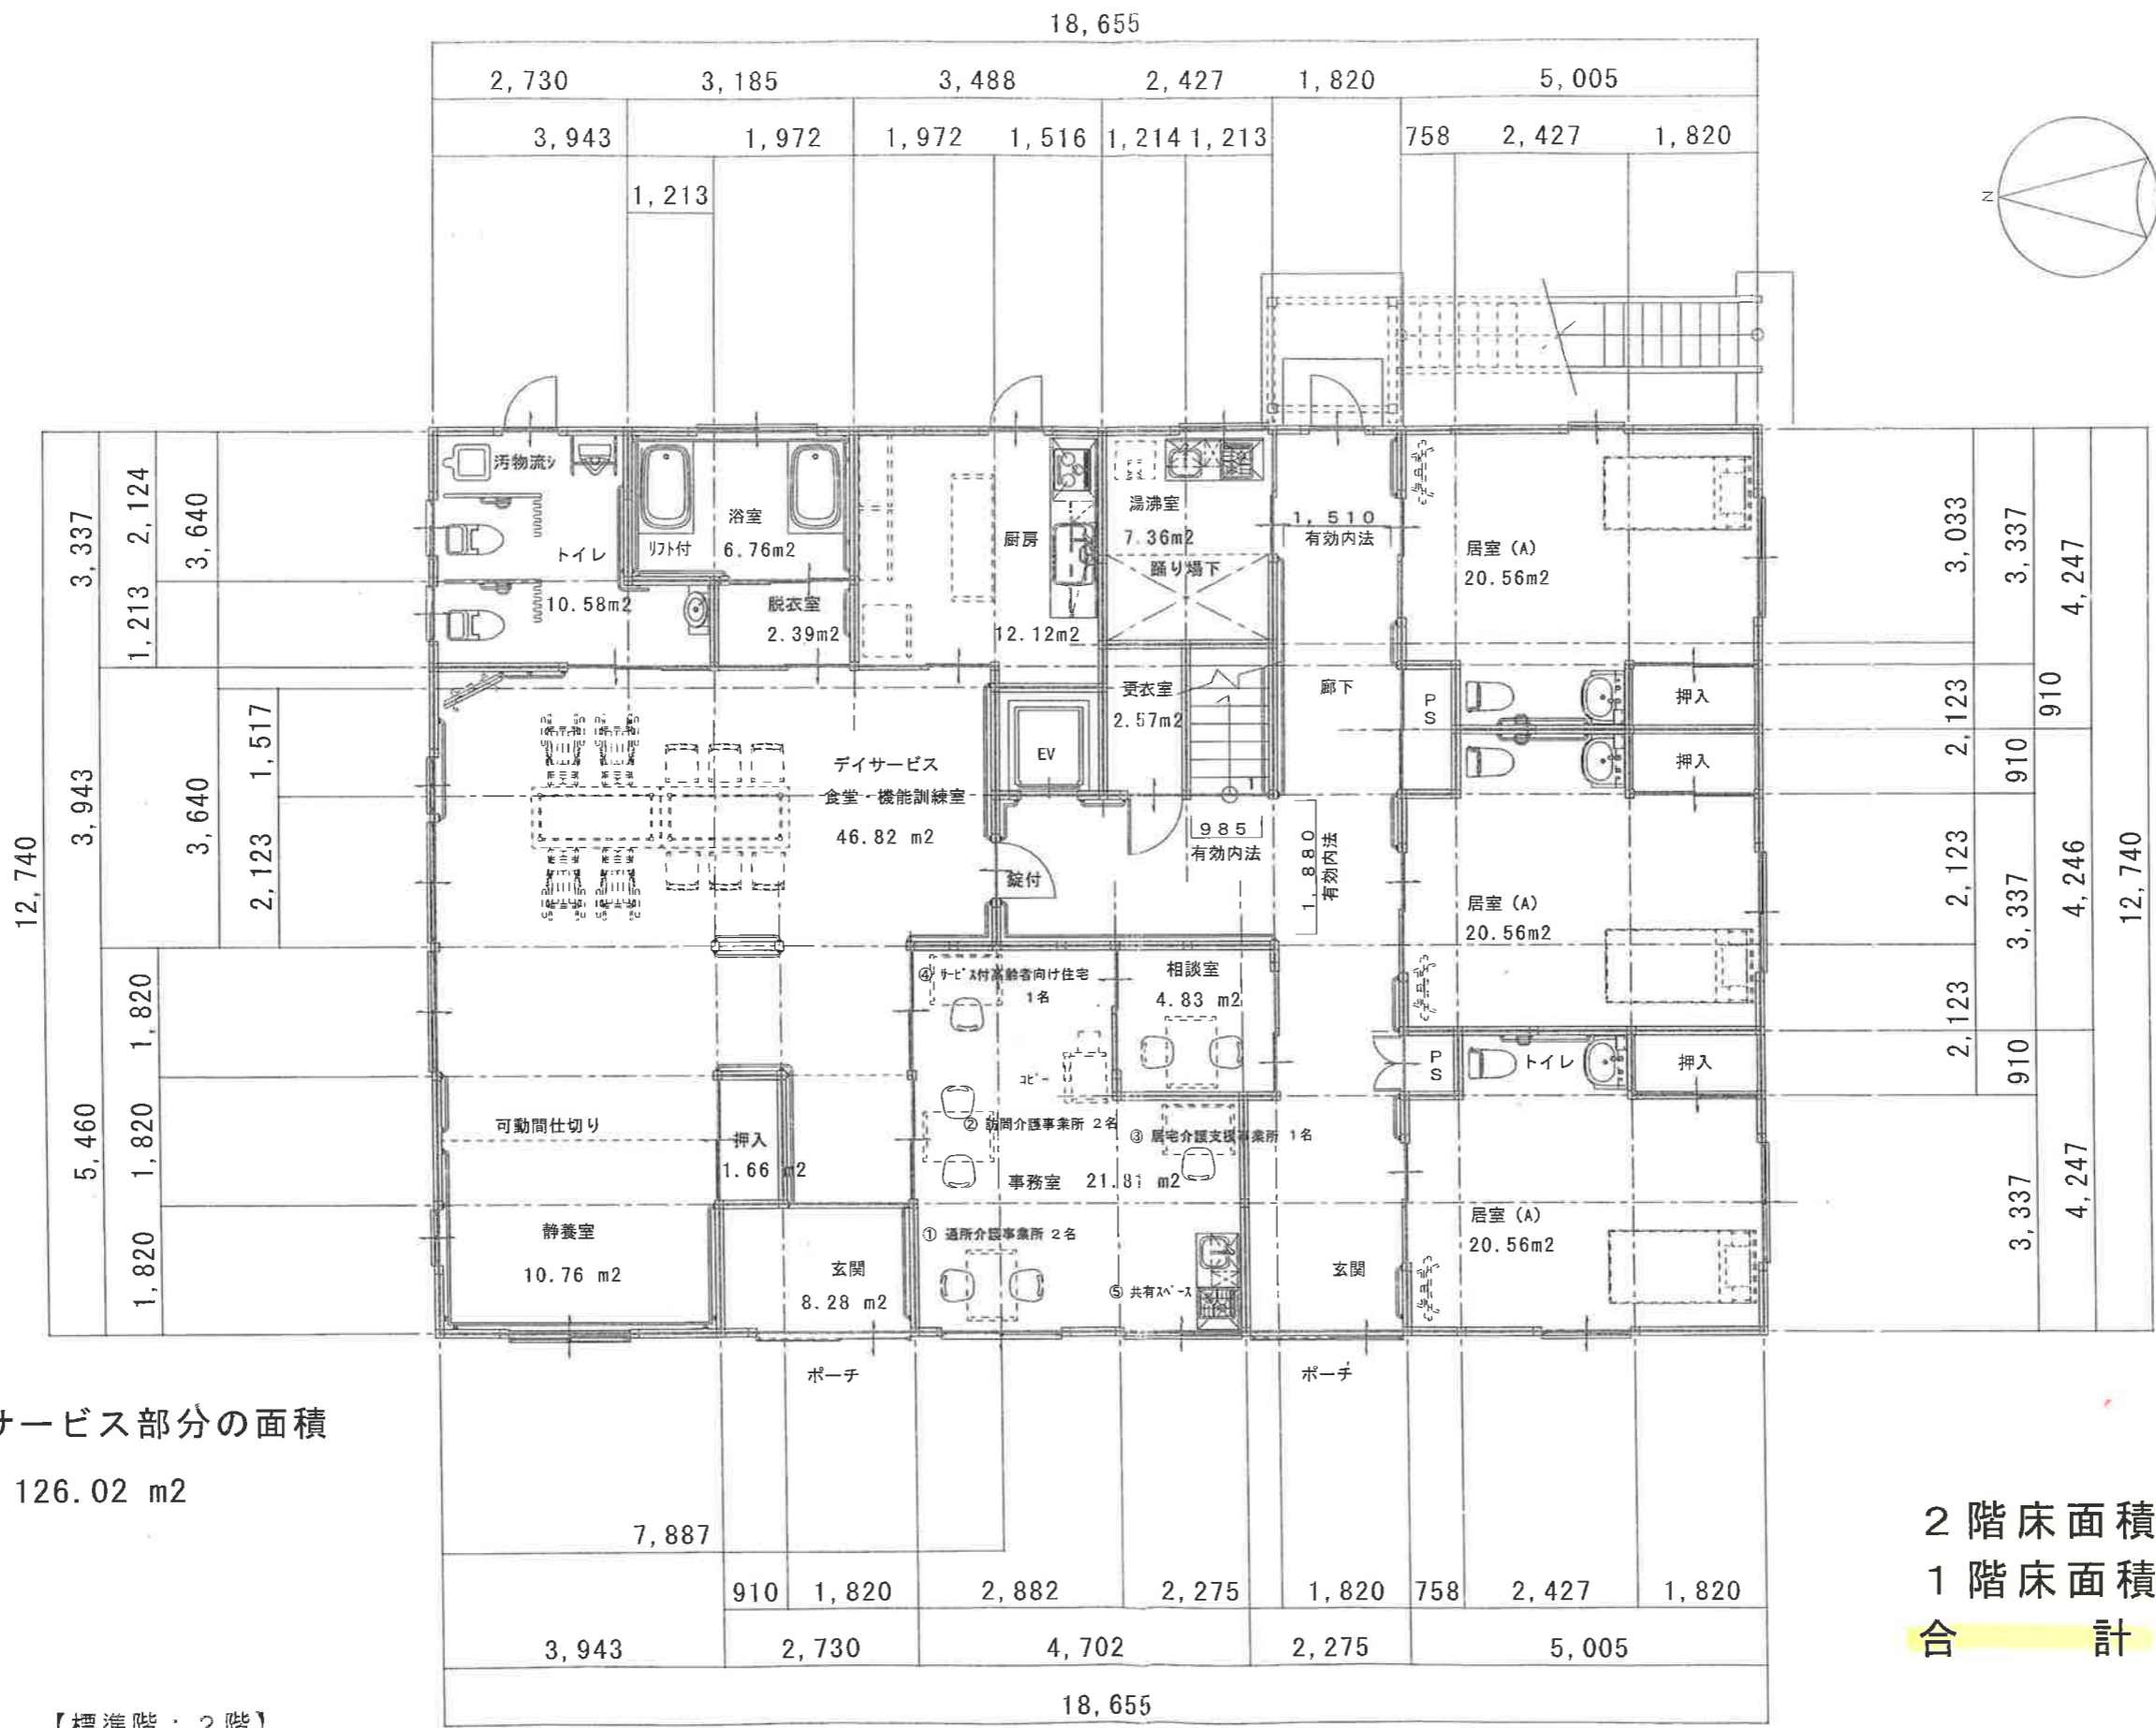 18,655
2,730 3,185 3,488 2,427 1,820 5,005
3,943 1,972 1,972 1,516 1,214 1,213 758 2,427 1,820
1,213
N
12,740
3,337 3,943 5,460
2,124 1,213 1,820 1,820 1,820
3,640 3,640
1,517 2,123
汚物流シ
トイレ
10.58m2
リフト付
浴室
6.76m2
脱衣室
2.39m2
厨房
12.12m2
湯沸室
7.36m2
踊り場下
1,510
有効内法
居室(A)
20.56m2
更衣室
2.57m2
廊下
PS
押入
押入
EV
デイサービス
食堂・機能訓練室
46.82 m2
錠付
985
有効内法
1,880
有効内法
居室(A)
20.56m2
④ サービス付高齢者向け住宅
1名
相談室
4.83 m2
コピー
PS
トイレ
押入
可動間仕切り
押入
1.66 m2
② 訪問介護事業所 2名
③ 居宅介護支援事業所 1名
事務室 21.81 m2
静養室
10.76 m2
玄関
8.28 m2
① 通所介護事業所 2名
⑤ 共有スペース
玄関
居室(A)
20.56m2
ポーチ
ポーチ
3,033 2,123 2,123 2,123
3,337 910 3,337 910 3,337
4,247 910 4,246 4,247
12,740
サービス部分の面積
126.02 m2
7,887
910 1,820 2,882 2,275 1,820 758 2,427 1,820
3,943 2,730 4,702 2,275 5,005
18,655
2階床面積
1階床面積
合 計
【標準階:2階】